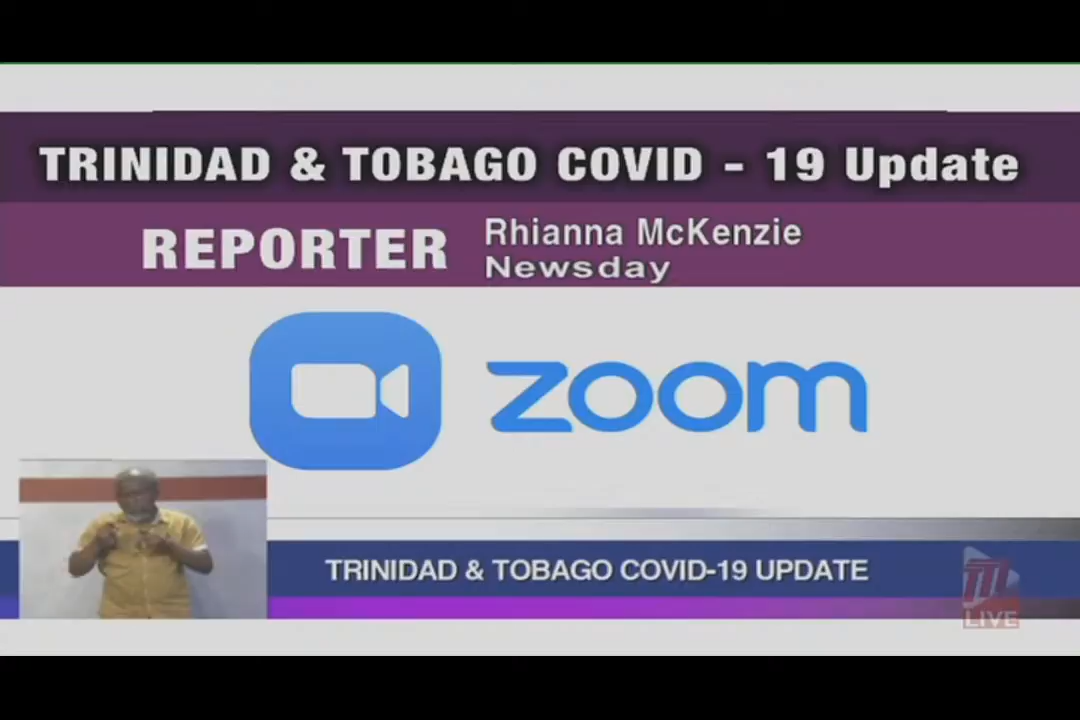 TRINIDAD & TOBAGO COVID - 19 Update
REPORTER
Rhianna McKenzie
Newsday
zoom
TRINIDAD & TOBAGO COVID-19 UPDATE
LIVE